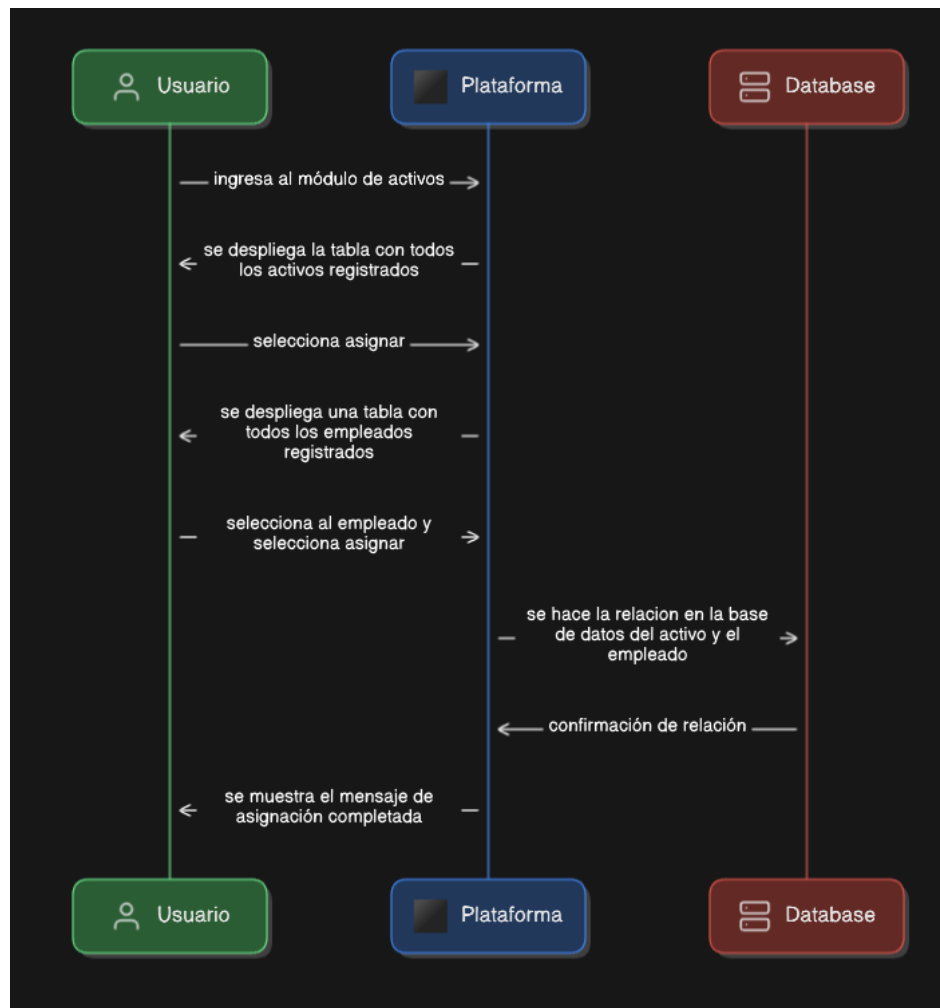 Usuario
Plataforma
Database
ingresa al módulo de activos
se despliega la tabla con todos
los activos registrados
selecciona asignar
se despliega una tabla con
todos los empleados
registrados
selecciona al empleado y
selecciona asignar
se hace la relacion en la base
de datos del activo y el
empleado
confirmación de relación
se muestra el mensaje de
asignación completada
Usuario
Plataforma
Database